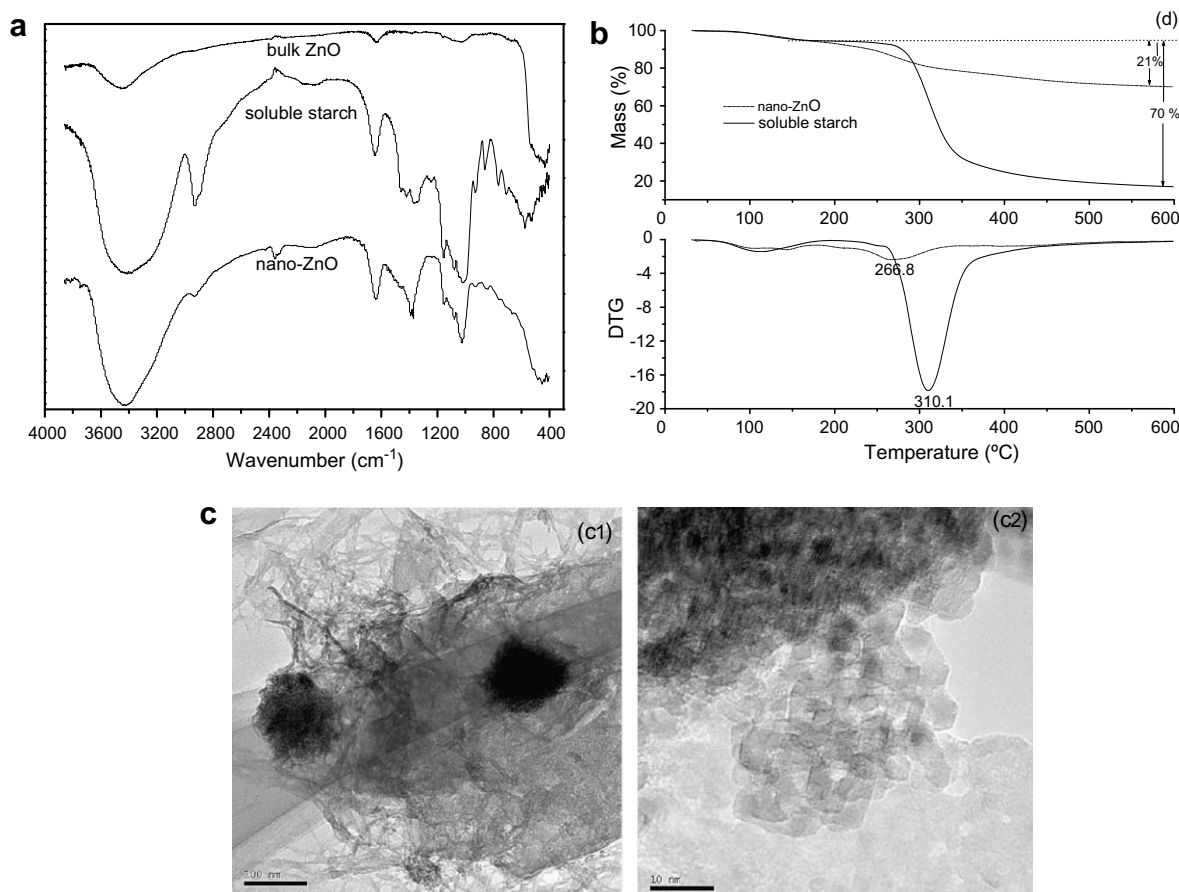 a
bulk ZnO
soluble starch
nano-ZnO
4000 3600 3200 2800 2400 2000 1600 1200 800 400
Wavenumber (cm-1)
b
(d)
100
80
60
40
20
Mass (%)
nano-ZnO
soluble starch
21%
70 %
0 100 200 300 400 500 600
0
-4
-8
-12
-16
-20
DTG
266.8
310.1
0 100 200 300 400 500 600
Temperature (ºC)
c
(c1)
100 nm
(c2)
10 nm